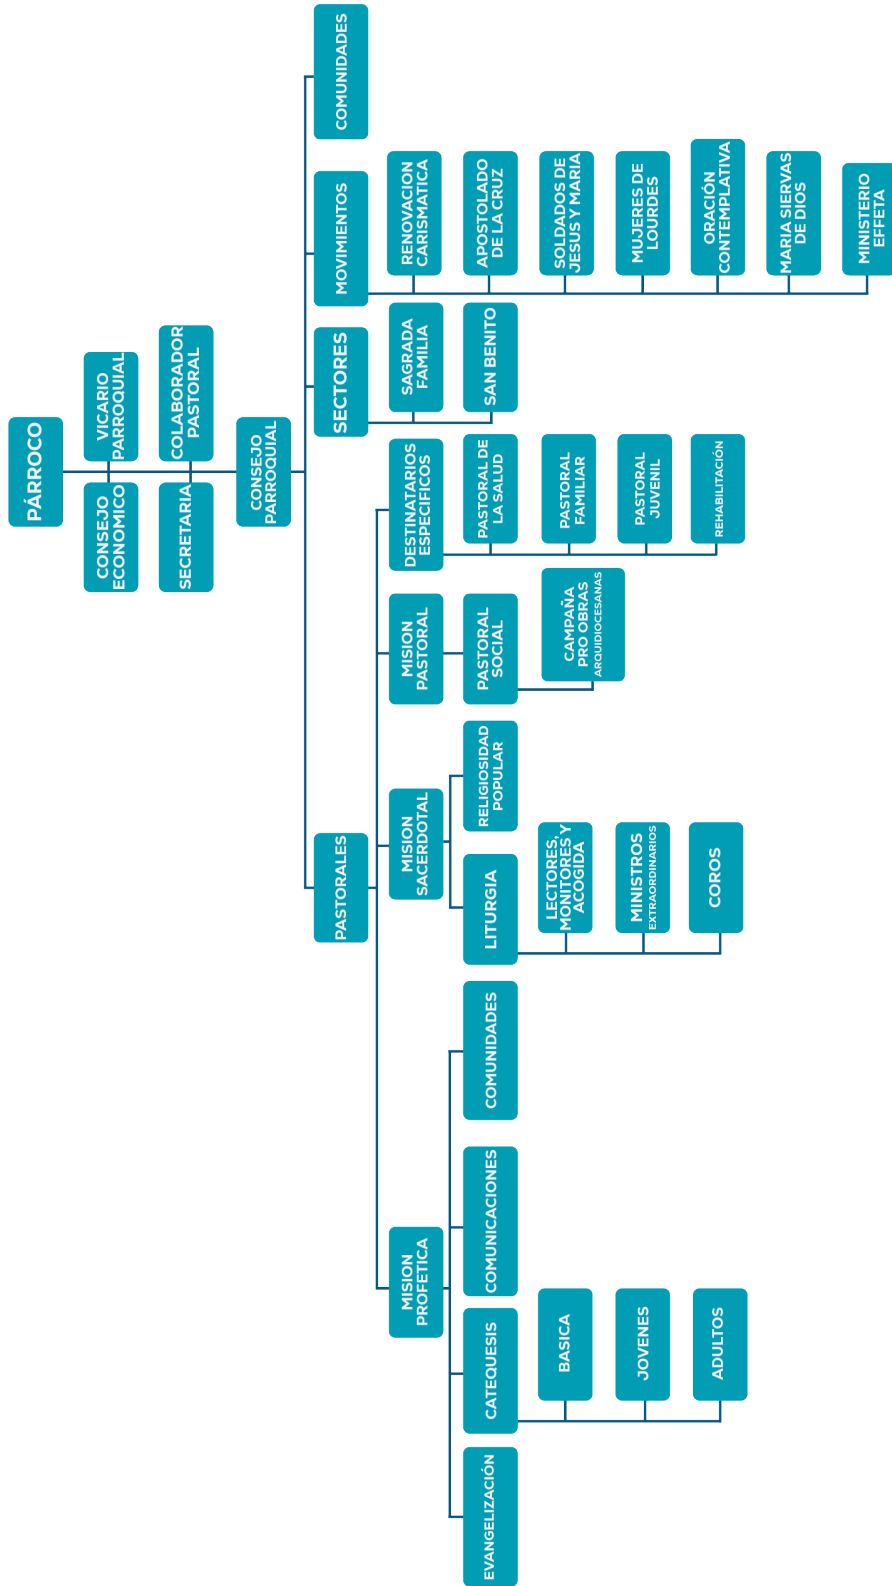 PÁRROCO
CONSEJO
ECONOMICO
VICARIO
PARROQUIAL
SECRETARIA
COLABORADOR
PASTORAL
CONSEJO
PARROQUIAL
PASTORALES
SECTORES
MOVIMIENTOS
COMUNIDADES
MISION
PROFETICA
MISION
SACERDOTAL
MISION
PASTORAL
DESTINATARIOS
ESPECIFICOS
EVANGELIZACIÓN
CATEQUESIS
COMUNICACIONES
COMUNIDADES
BASICA
JOVENES
ADULTOS
LITURGIA
RELIGIOSIDAD
POPULAR
LECTORES,
MONITORES Y
ACOGIDA
MINISTROS
EXTRAORDINARIOS
COROS
PASTORAL
SOCIAL
CAMPAÑA
PRO OBRAS
ARQUIDIOCESANAS
PASTORAL DE
LA SALUD
PASTORAL
FAMILIAR
PASTORAL
JUVENIL
REHABILITACIÓN
SAGRADA
FAMILIA
SAN BENITO
RENOVACION
CARISMATICA
APOSTOLADO
DE LA CRUZ
SOLDADOS DE
JESUS Y MARIA
MUJERES DE
LOURDES
ORACIÓN
CONTEMPLATIVA
MARIA SIERVAS
DE DIOS
MINISTERIO
EFFETA